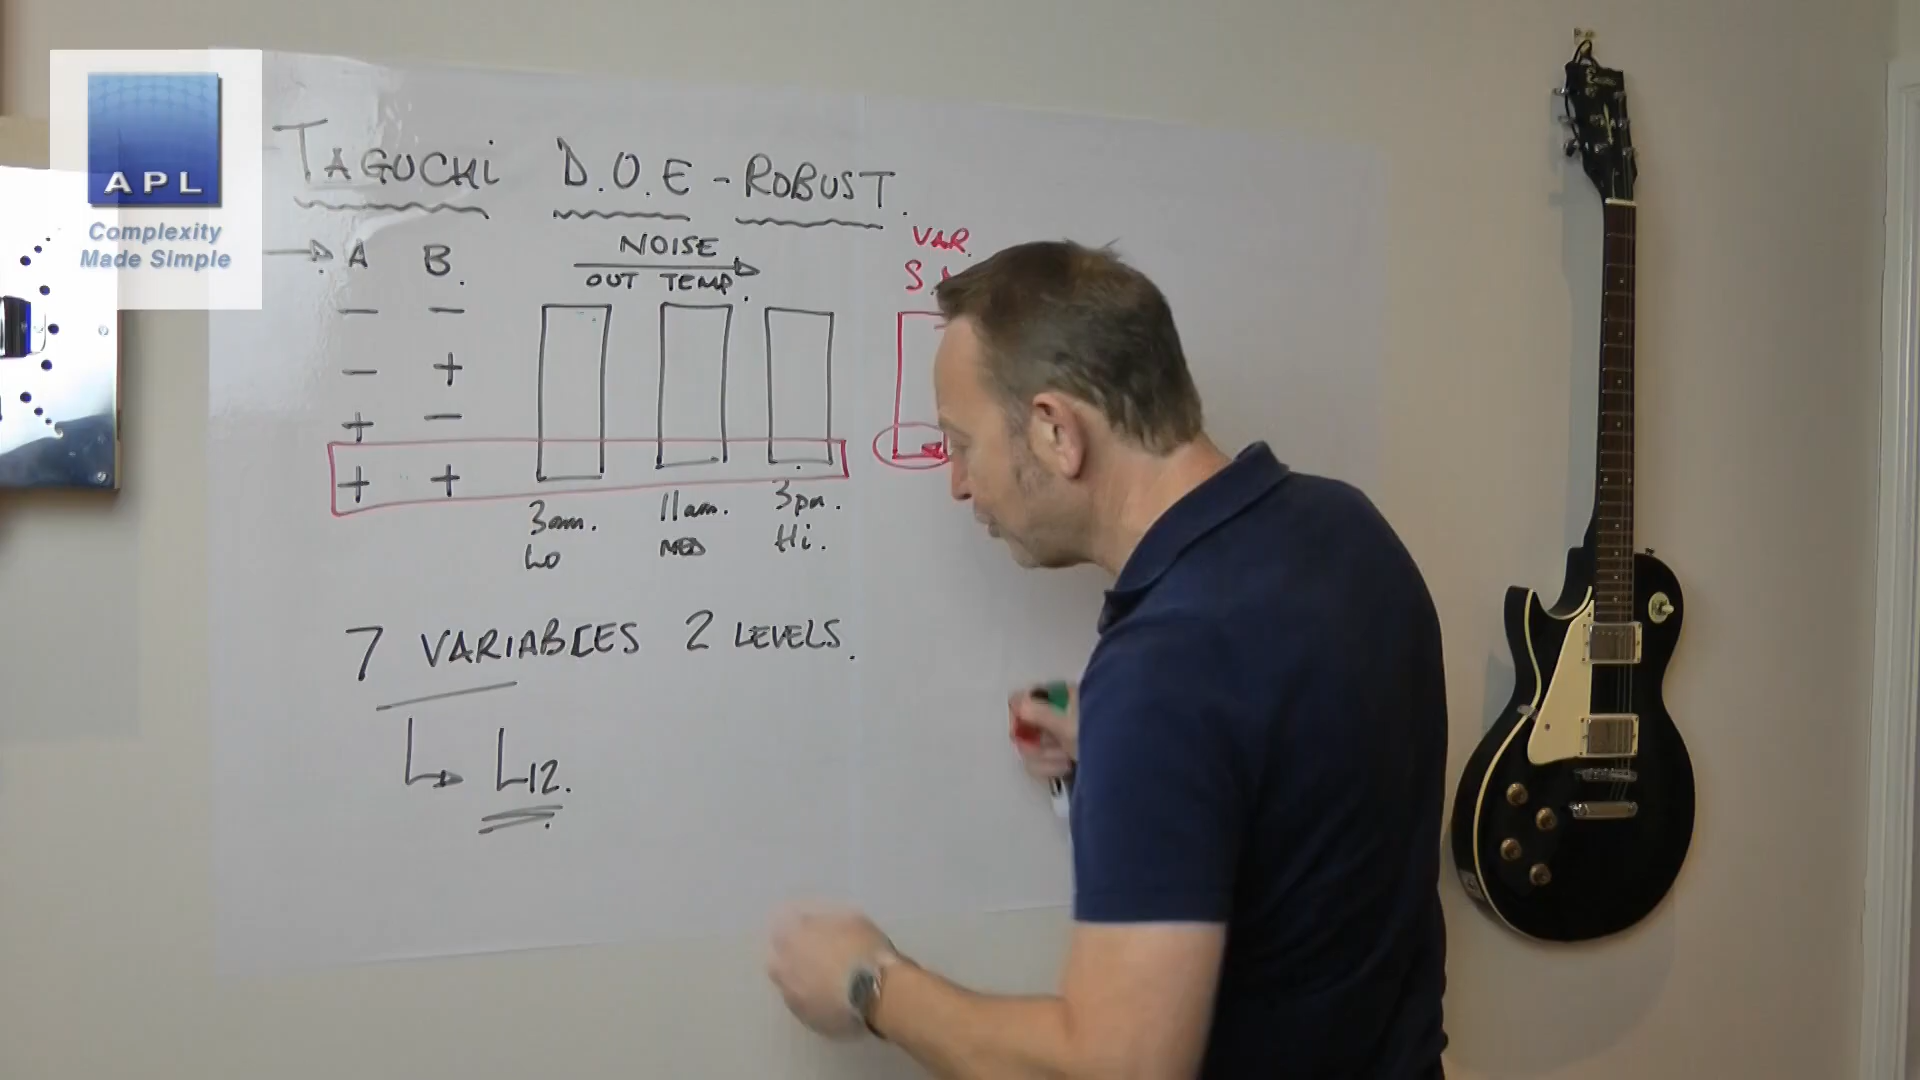 APL
Complexity
Made Simple
TAGUCHi D.O.E - ROBUST.
A B.
NOISE
OUT TEMP.
VAR.
- -
- +
+ -
+ +
3am. 11am. 3pm.
Lo MED Hi.
7 VARIABLES 2 LEVELS.
L12.